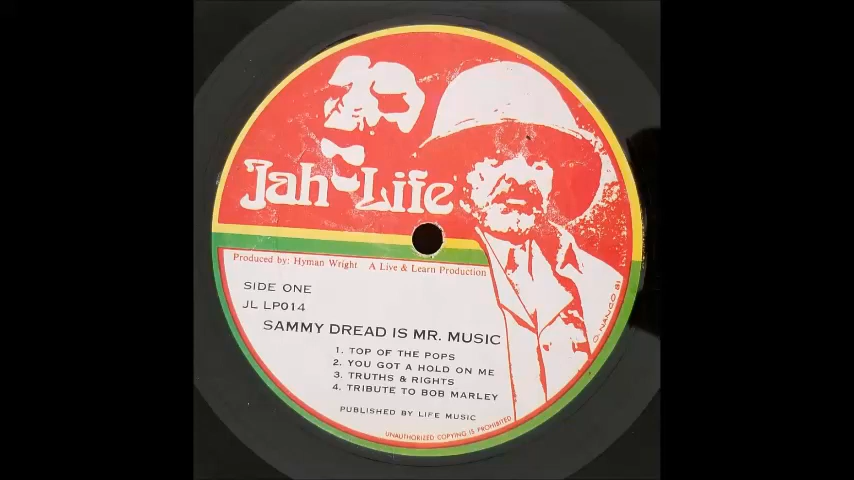 Jah Life
Produced by: Hyman Wright A Live & Learn Production
SIDE ONE
JL LP014
SAMMY DREAD IS MR. MUSIC
1. TOP OF THE POPS
2. YOU GOT A HOLD ON ME
3. TRUTHS & RIGHTS
4. TRIBUTE TO BOB MARLEY
PUBLISHED BY LIFE MUSIC
UNAUTHORIZED COPYING IS PROHIBITED